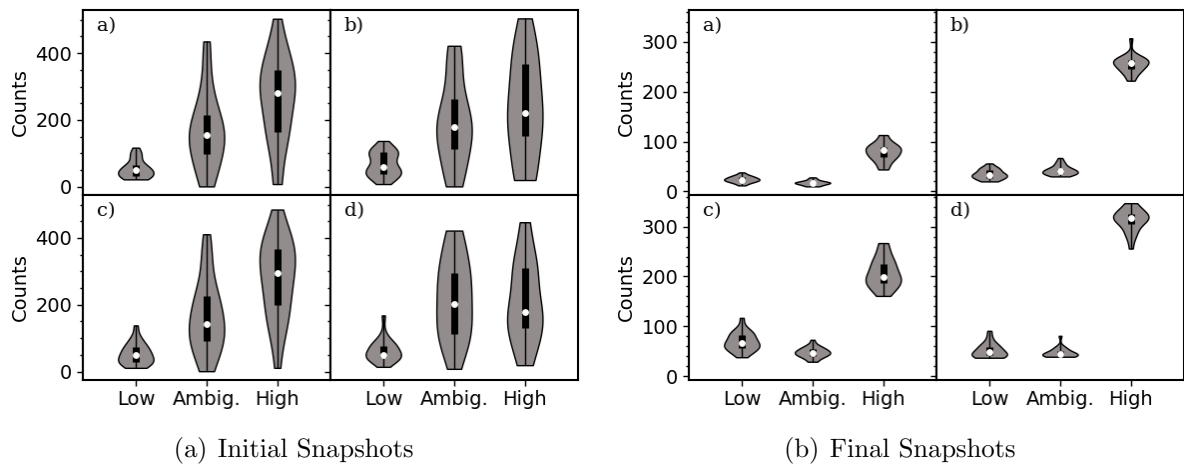 a)
b)
Counts
400
200
0
c)
d)
Counts
400
200
0
Low Ambig. High Low Ambig. High
(a) Initial Snapshots
a)
b)
Counts
300
200
100
0
c)
d)
Counts
300
200
100
0
Low Ambig. High Low Ambig. High
(b) Final Snapshots